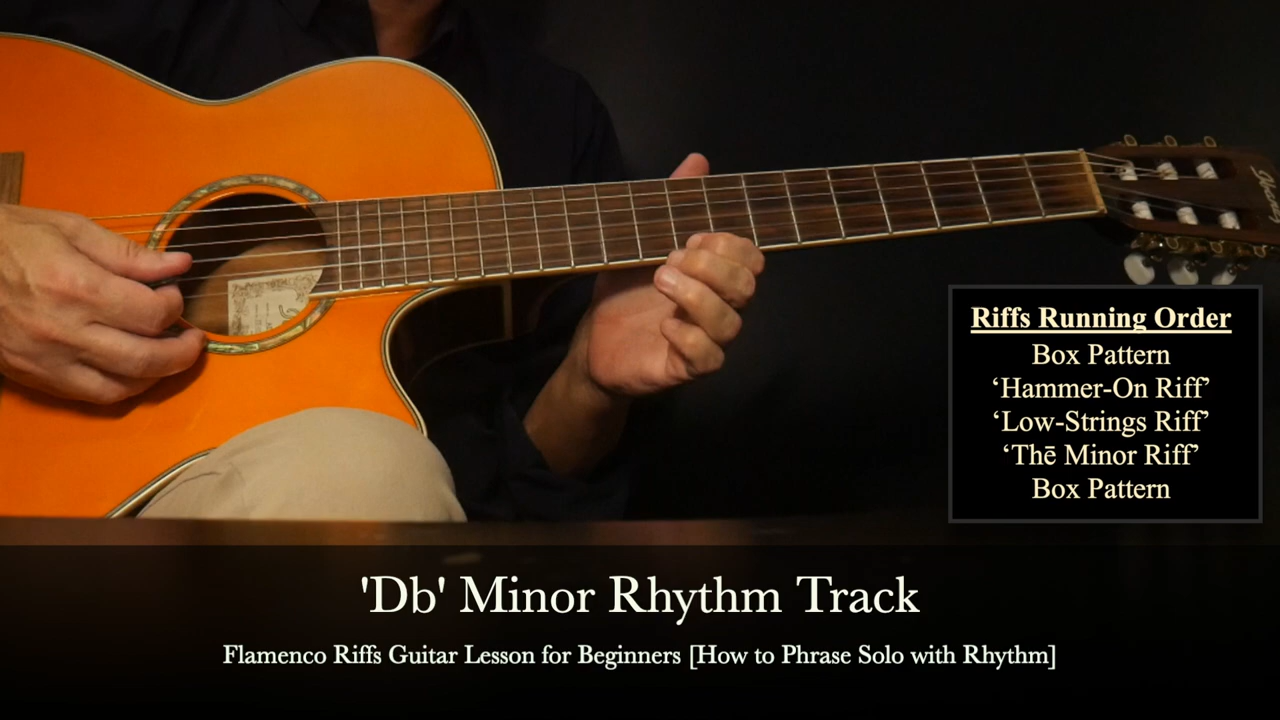 Riffs Running Order
Box Pattern
‘Hammer-On Riff’
‘Low-Strings Riff’
‘Thē Minor Riff’
Box Pattern
'Db' Minor Rhythm Track
Flamenco Riffs Guitar Lesson for Beginners [How to Phrase Solo with Rhythm]